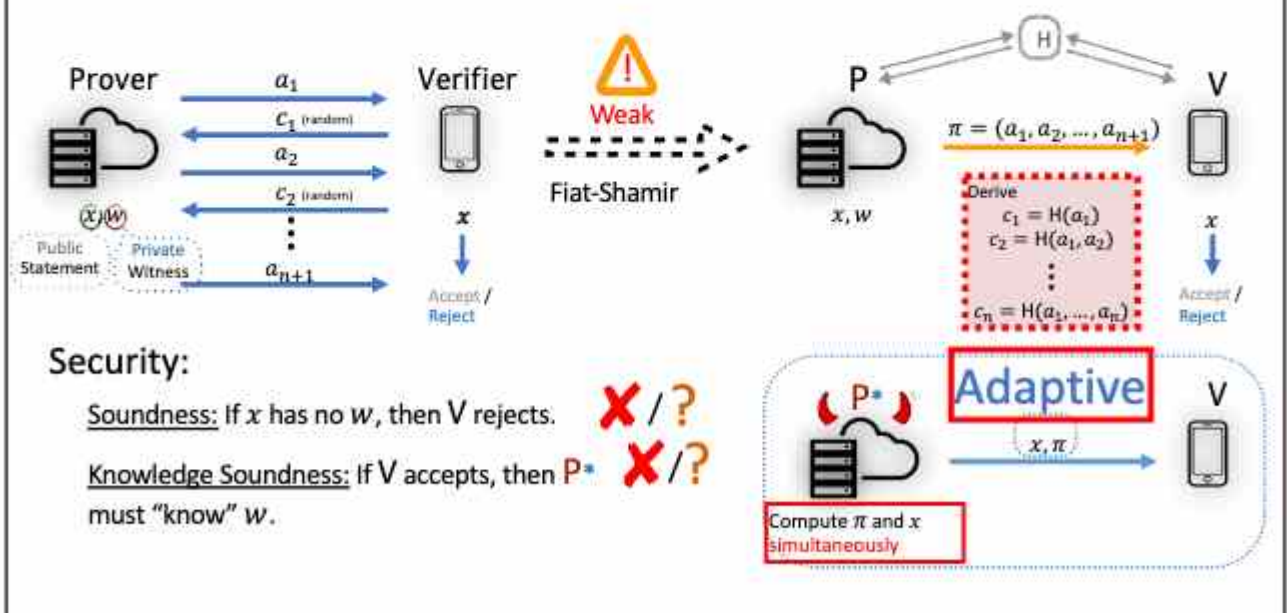 Prover
a₁
c₁ (random)
a₂
c₂ (random)
⋮
aₙ₊₁
Verifier
x, w
Public Statement
Private Witness
x
Accept / Reject
!
Weak
Fiat-Shamir
H
P
V
π = (a₁, a₂, …, aₙ₊₁)
x, w
Derive
c₁ = H(a₁)
c₂ = H(a₁, a₂)
⋮
cₙ = H(a₁, …, aₙ)
x
Accept / Reject
Security:
Soundness: If x has no w, then V rejects. ✘ / ?
Knowledge Soundness: If V accepts, then P* ✘ / ?
must “know” w.
P*
Adaptive
V
x, π
Compute π and x
simultaneously